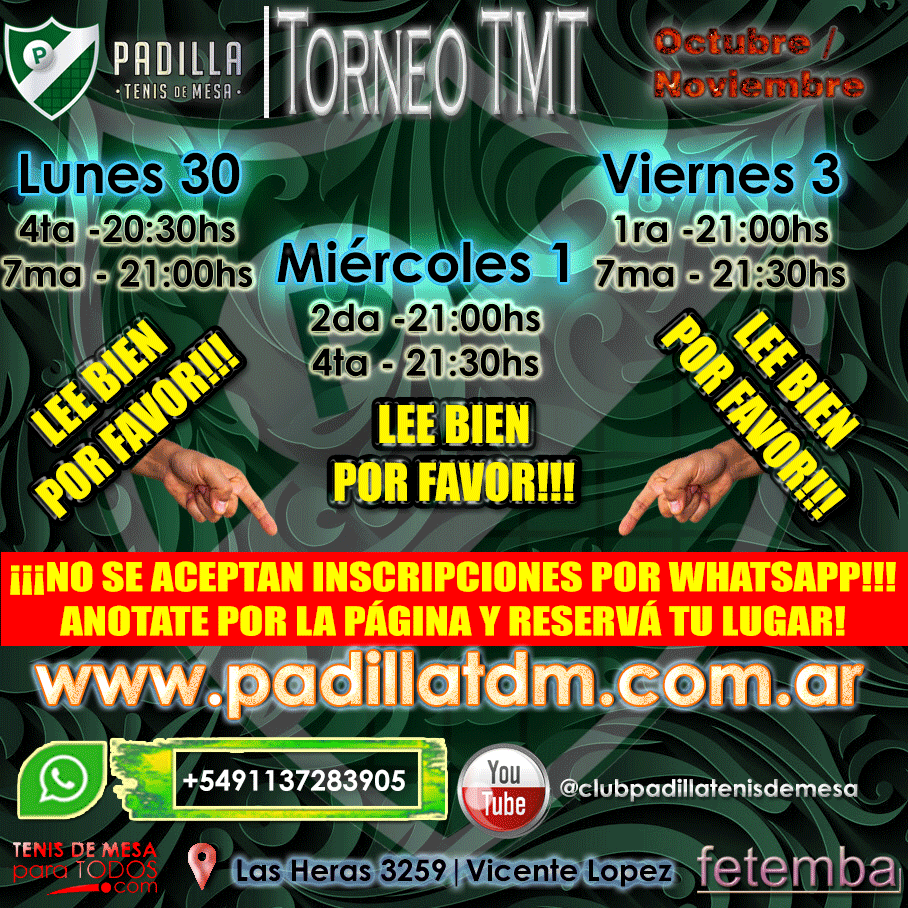 P
PADILLA
·TENIS DE MESA·
TORNEO TMT
Octubre /
Noviembre
Lunes 30
4ta -20:30hs
7ma - 21:00hs
Miércoles 1
2da -21:00hs
4ta - 21:30hs
Viernes 3
1ra -21:00hs
7ma - 21:30hs
LEE BIEN
POR FAVOR!!!
LEE BIEN
POR FAVOR!!!
LEE BIEN
POR FAVOR!!!
¡¡¡NO SE ACEPTAN INSCRIPCIONES POR WHATSAPP!!!
ANOTATE POR LA PÁGINA Y RESERVÁ TU LUGAR!
www.padillatdm.com.ar
+5491137283905
You
Tube
@clubpadillatenisdemesa
TENIS DE MESA
para TODOS
.com
Las Heras 3259|Vicente Lopez
fetemba